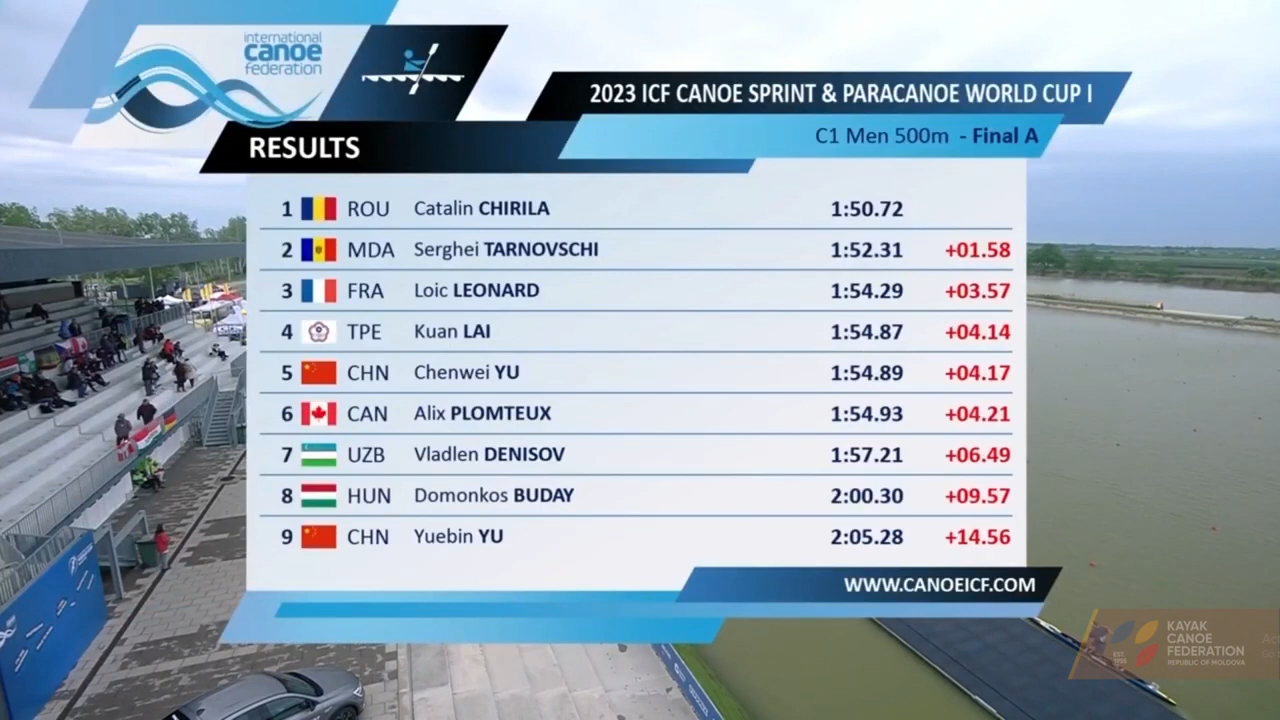 international
canoe
federation
2023 ICF CANOE SPRINT & PARACANOE WORLD CUP I
C1 Men 500m - Final A
RESULTS
1 ROU Catalin CHIRILA 1:50.72
2 MDA Serghei TARNOVSCHI 1:52.31 +01.58
3 FRA Loic LEONARD 1:54.29 +03.57
4 TPE Kuan LAI 1:54.87 +04.14
5 CHN Chenwei YU 1:54.89 +04.17
6 CAN Alix PLOMTEUX 1:54.93 +04.21
7 UZB Vladlen DENISOV 1:57.21 +06.49
8 HUN Domonkos BUDAY 2:00.30 +09.57
9 CHN Yuebin YU 2:05.28 +14.56
WWW.CANOEICF.COM
KAYAK
CANOE
FEDERATION
REPUBLIC OF MOLDOVA
EST.